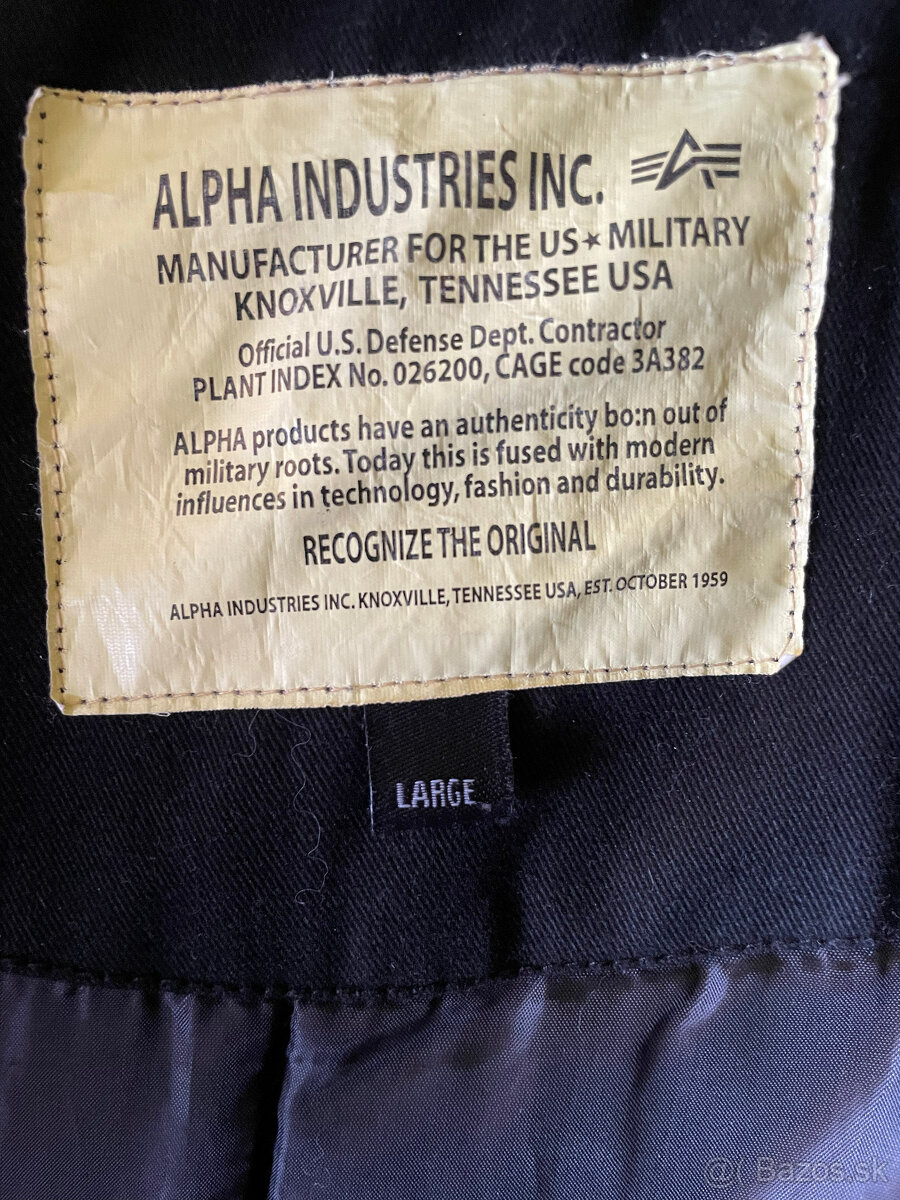 ALPHA INDUSTRIES INC.
MANUFACTURER FOR THE US★MILITARY
KNOXVILLE, TENNESSEE USA
Official U.S. Defense Dept. Contractor
PLANT INDEX No. 026200, CAGE code 3A382
ALPHA products have an authenticity bo:n out of
military roots. Today this is fused with modern
influences in technology, fashion and durability.
RECOGNIZE THE ORIGINAL
ALPHA INDUSTRIES INC. KNOXVILLE, TENNESSEE USA, EST. OCTOBER 1959
LARGE
@ Bazos.sk